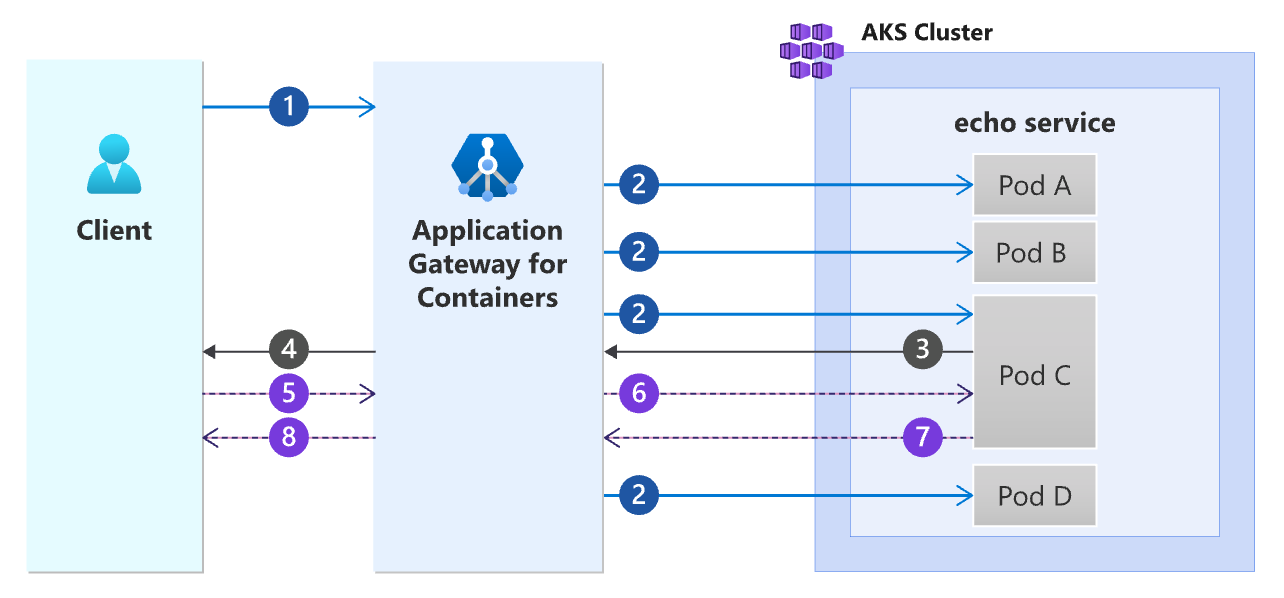 AKS Cluster
echo service
1
Client
Application
Gateway for
Containers
2
Pod A
2
Pod B
2
4
3
Pod C
5
6
8
7
2
Pod D